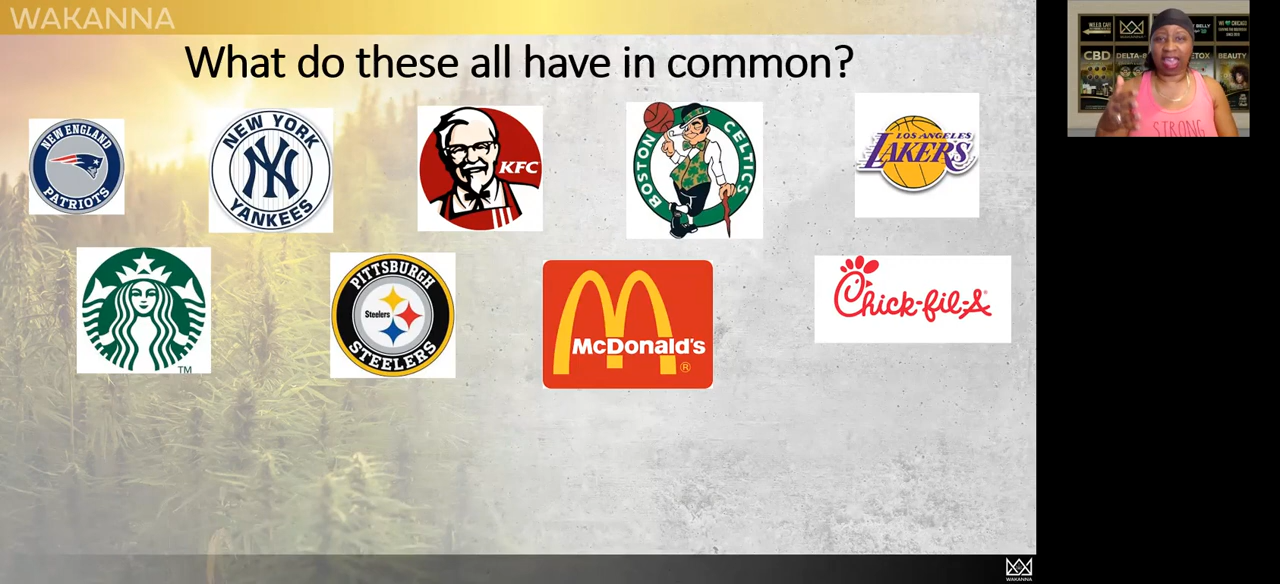 WAKANNA
What do these all have in common?
NEW ENGLAND
PATRIOTS
NEW YORK
NY
YANKEES
KFC
BOSTON
CELTICS
LOS ANGELES
LAKERS
TM
PITTSBURGH
Steelers
STEELERS
McDonald's
®
Chick-fil-A®
WAKANNA
CBD
DELTA-8
BEAUTY
STRONG